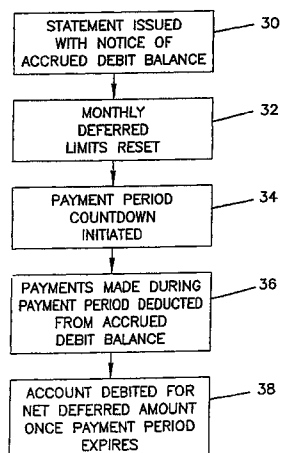 STATEMENT ISSUED
WITH NOTICE OF
ACCRUED DEBIT BALANCE
30
MONTHLY
DEFERRED
LIMITS RESET
32
PAYMENT PERIOD
COUNTDOWN
INITIATED
34
PAYMENTS MADE DURING
PAYMENT PERIOD DEDUCTED
FROM ACCRUED
DEBIT BALANCE
36
ACCOUNT DEBITED FOR
NET DEFERRED AMOUNT
ONCE PAYMENT PERIOD
EXPIRES
38